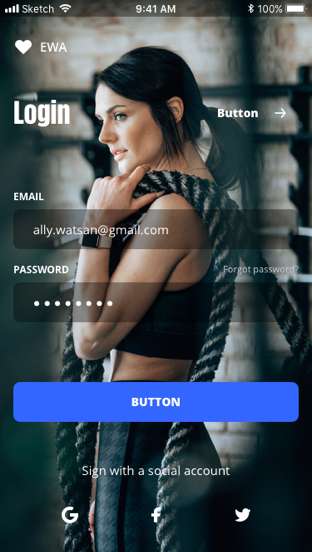 Sketch 9:41 AM 100%
EWA
Login Button
EMAIL
ally.watsan@gmail.com
PASSWORD Forgot password?
BUTTON
Sign with a social account